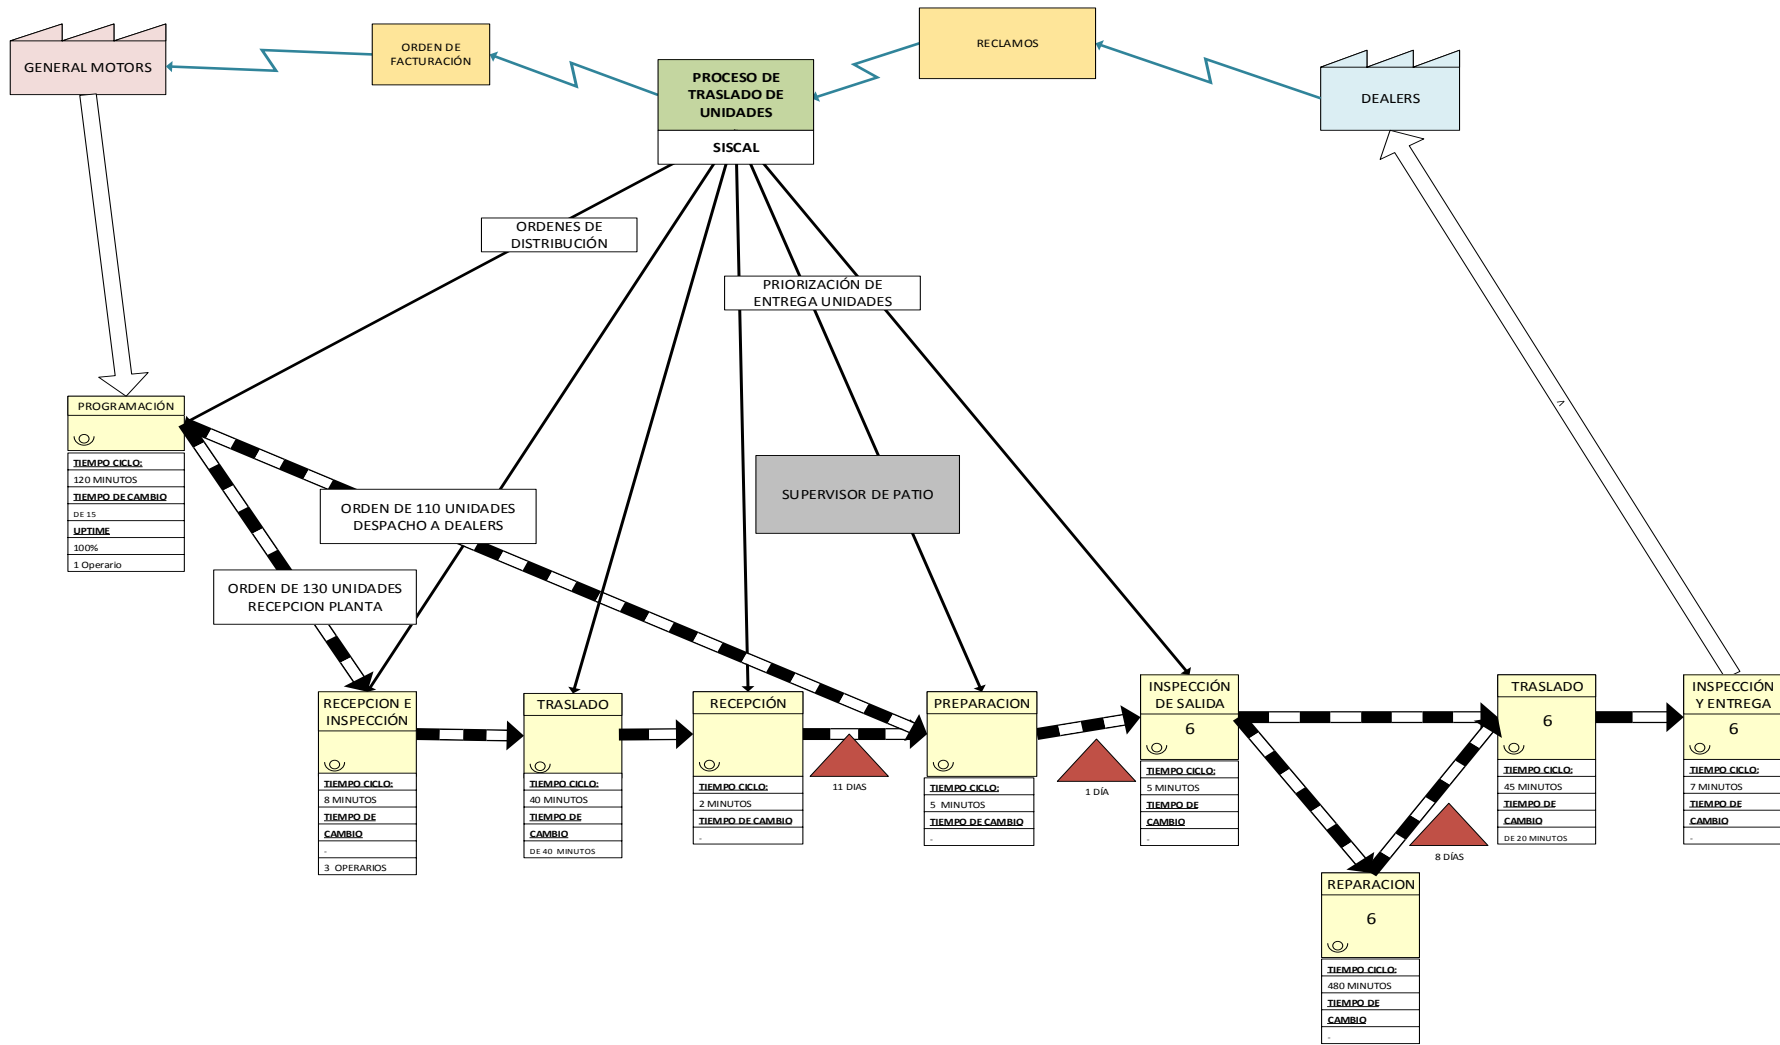 GENERAL MOTORS
ORDEN DE
FACTURACIÓN
PROCESO DE
TRASLADO DE
UNIDADES
SISCAL
RECLAMOS
DEALERS
ORDENES DE
DISTRIBUCIÓN
PRIORIZACIÓN DE
ENTREGA UNIDADES
PROGRAMACIÓN
TIEMPO CICLO:
120 MINUTOS
TIEMPO DE CAMBIO
DE 15
UPTIME
100%
1 Operario
ORDEN DE 110 UNIDADES
DESPACHO A DEALERS
SUPERVISOR DE PATIO
ORDEN DE 130 UNIDADES
RECEPCION PLANTA
RECEPCION E
INSPECCIÓN
TIEMPO CICLO:
8 MINUTOS
TIEMPO DE
CAMBIO
-
3 OPERARIOS
TRASLADO
TIEMPO CICLO:
40 MINUTOS
TIEMPO DE
CAMBIO
DE 40 MINUTOS
RECEPCIÓN
TIEMPO CICLO:
2 MINUTOS
TIEMPO DE CAMBIO
-
11 DIAS
PREPARACION
TIEMPO CICLO:
5 MINUTOS
TIEMPO DE CAMBIO
-
1 DÍA
INSPECCIÓN
DE SALIDA
6
TIEMPO CICLO:
5 MINUTOS
TIEMPO DE
CAMBIO
-
REPARACION
6
TIEMPO CICLO:
480 MINUTOS
TIEMPO DE
CAMBIO
-
8 DÍAS
TRASLADO
6
TIEMPO CICLO:
45 MINUTOS
TIEMPO DE
CAMBIO
DE 20 MINUTOS
INSPECCIÓN
Y ENTREGA
6
TIEMPO CICLO:
7 MINUTOS
TIEMPO DE
CAMBIO
-